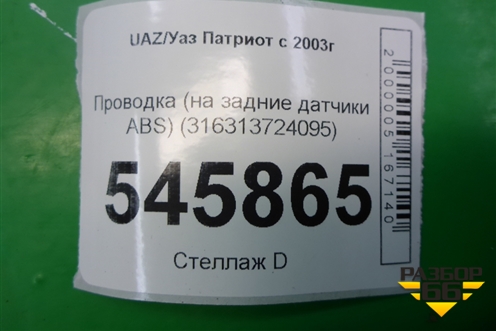 UAZ/Уаз Патриот с 2003г
Проводка (на задние датчики
ABS) (316313724095)
545865
Стеллаж D
2000005167140
РАЗБОР
66